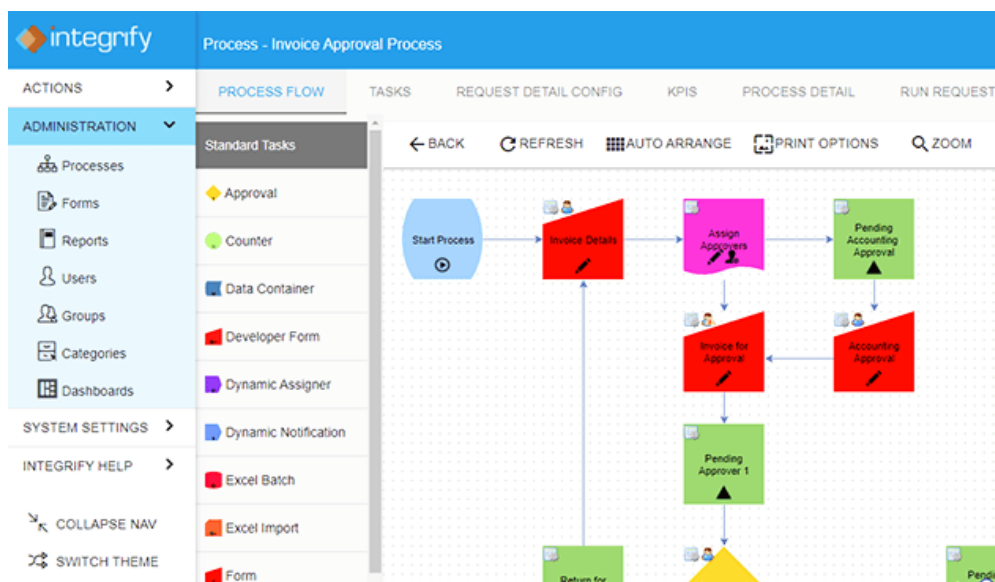 integrify
Process - Invoice Approval Process
ACTIONS
ADMINISTRATION
Processes
Forms
Reports
Users
Groups
Categories
Dashboards
SYSTEM SETTINGS
INTEGRIFY HELP
COLLAPSE NAV
SWITCH THEME
PROCESS FLOW
TASKS
REQUEST DETAIL CONFIG
KPIS
PROCESS DETAIL
RUN REQUEST
Standard Tasks
Approval
Counter
Data Container
Developer Form
Dynamic Assigner
Dynamic Notification
Excel Batch
Excel Import
Form
BACK
REFRESH
AUTO ARRANGE
PRINT OPTIONS
ZOOM
Start Process
Invoice Details
Assign
Approvers
Pending
Accounting
Approval
Invoice for
Approval
Accounting
Approval
Pending
Approver 1
Return for